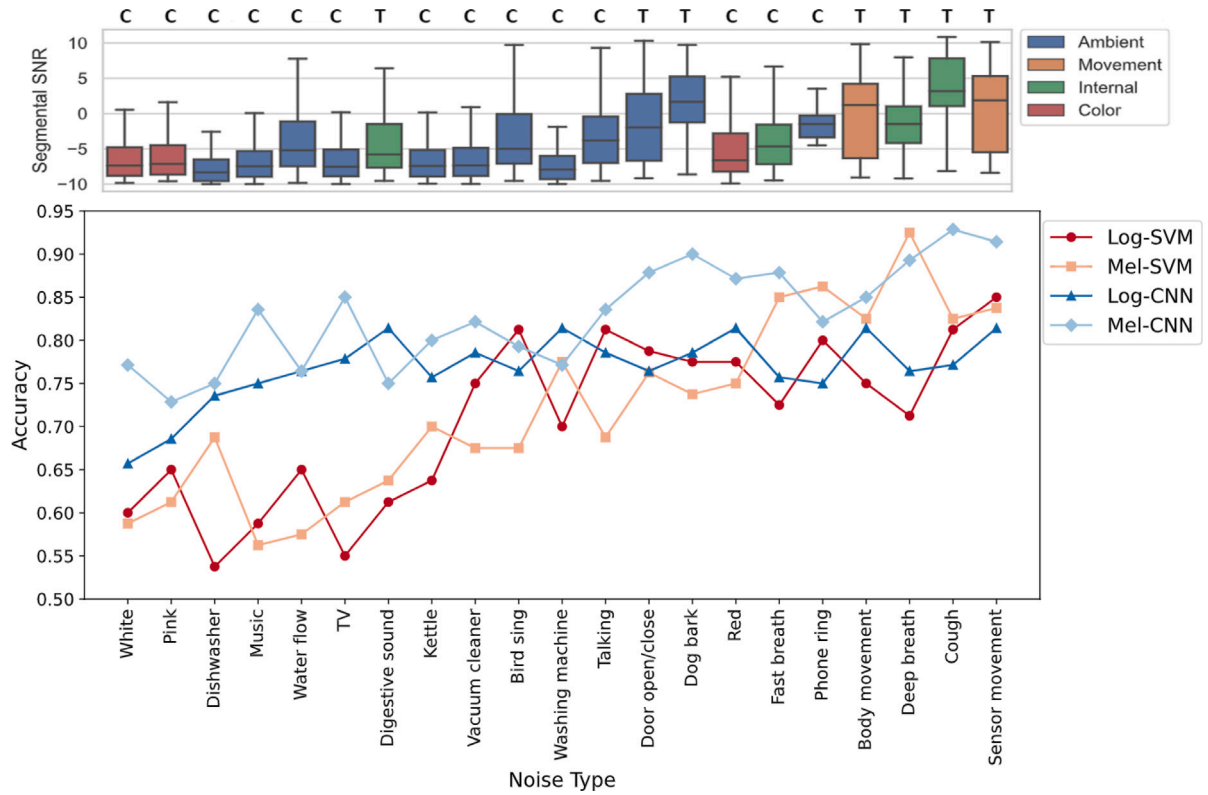 C C C C C C T C C C C C T T C C C T T T T
Segmental SNR
10
5
0
−5
−10
Ambient
Movement
Internal
Color
Accuracy
0.95
0.90
0.85
0.80
0.75
0.70
0.65
0.60
0.55
0.50
Log-SVM
Mel-SVM
Log-CNN
Mel-CNN
White
Pink
Dishwasher
Music
Water flow
TV
Digestive sound
Kettle
Vacuum cleaner
Bird sing
Washing machine
Talking
Door open/close
Dog bark
Red
Fast breath
Phone ring
Body movement
Deep breath
Cough
Sensor movement
Noise Type